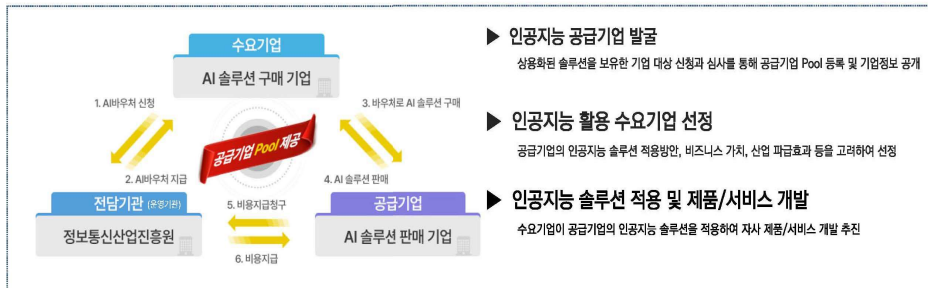 수요기업
AI 솔루션 구매 기업
1. AI바우처 신청
3. 바우처로 AI 솔루션 구매
공급기업 Pool 제공
2. AI바우처 지급
4. AI 솔루션 판매
전담기관 (운영기관)
정보통신산업진흥원
5. 비용지급청구
6. 비용지급
공급기업
AI 솔루션 판매 기업
▶ 인공지능 공급기업 발굴
상용화된 솔루션을 보유한 기업 대상 신청과 심사를 통해 공급기업 Pool 등록 및 기업정보 공개
▶ 인공지능 활용 수요기업 선정
공급기업의 인공지능 솔루션 적용방안, 비즈니스 가치, 산업 파급효과 등을 고려하여 선정
▶ 인공지능 솔루션 적용 및 제품/서비스 개발
수요기업이 공급기업의 인공지능 솔루션을 적용하여 자사 제품/서비스 개발 추진